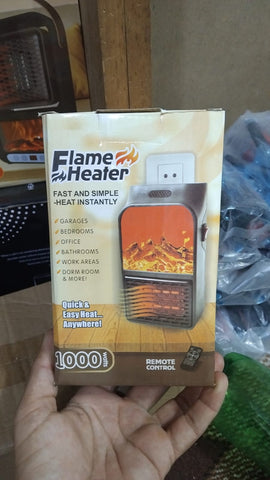 Flame
Heater
FAST AND SIMPLE
-HEAT INSTANTLY
GARAGES
BEDROOMS
OFFICE
BATHROOMS
WORK AREAS
DORM ROOM
& MORE!
Quick &
Easy Heat...
Anywhere!
1000 watts
REMOTE
CONTROL